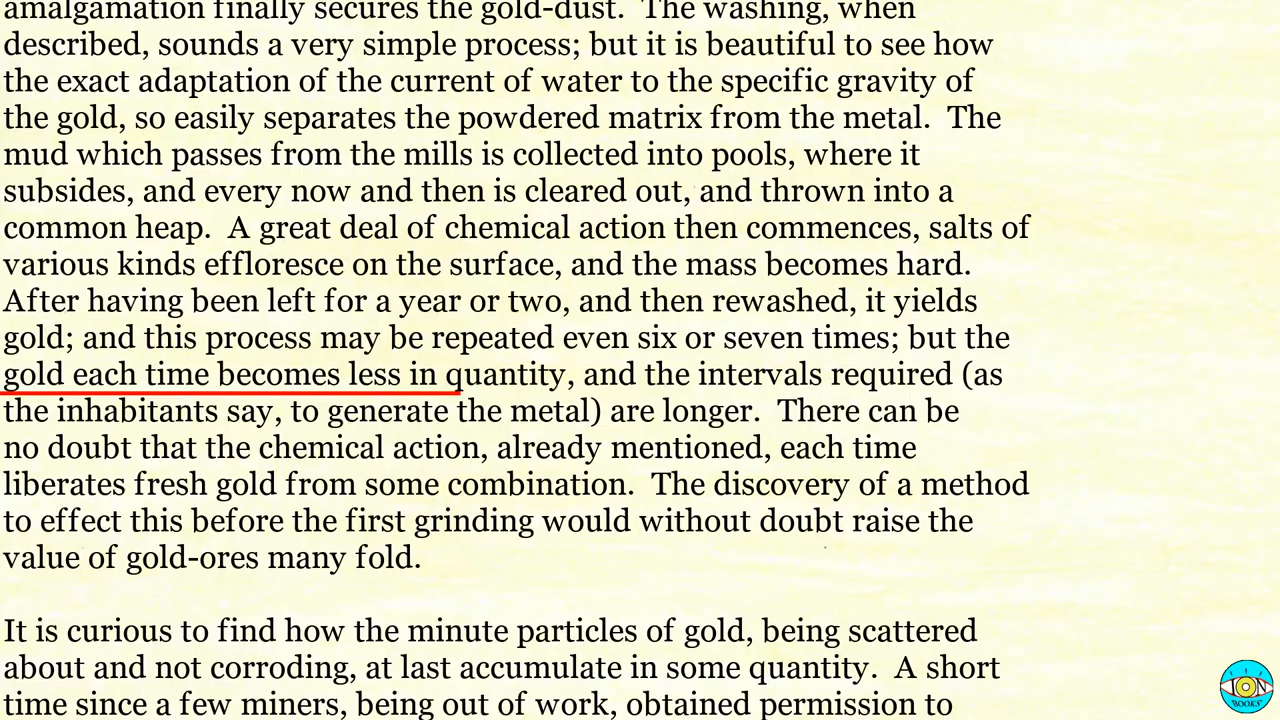 amalgamation finally secures the gold-dust.  The washing, when
described, sounds a very simple process; but it is beautiful to see how
the exact adaptation of the current of water to the specific gravity of
the gold, so easily separates the powdered matrix from the metal.  The
mud which passes from the mills is collected into pools, where it
subsides, and every now and then is cleared out, and thrown into a
common heap.  A great deal of chemical action then commences, salts of
various kinds effloresce on the surface, and the mass becomes hard.
After having been left for a year or two, and then rewashed, it yields
gold; and this process may be repeated even six or seven times; but the
gold each time becomes less in quantity, and the intervals required (as
the inhabitants say, to generate the metal) are longer.  There can be
no doubt that the chemical action, already mentioned, each time
liberates fresh gold from some combination.  The discovery of a method
to effect this before the first grinding would without doubt raise the
value of gold-ores many fold.
It is curious to find how the minute particles of gold, being scattered
about and not corroding, at last accumulate in some quantity.  A short
time since a few miners, being out of work, obtained permission to
ION
BOOKS